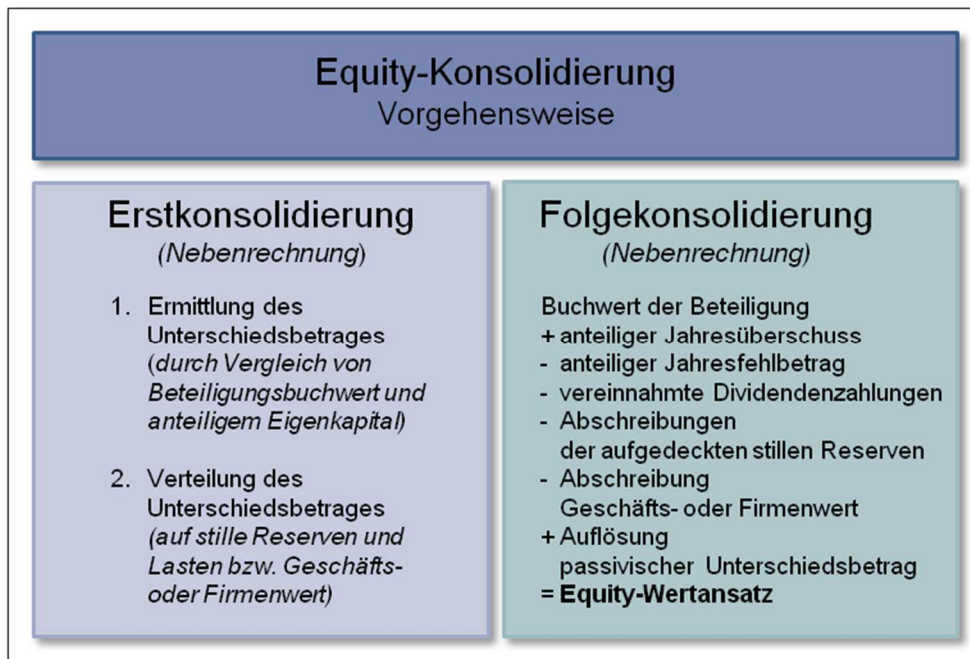 Equity-Konsolidierung
Vorgehensweise
Erstkonsolidierung
(Nebenrechnung)
1. Ermittlung des
Unterschiedsbetrages
(durch Vergleich von
Beteiligungsbuchwert und
anteiligem Eigenkapital)
2. Verteilung des
Unterschiedsbetrages
(auf stille Reserven und
Lasten bzw. Geschäfts-
oder Firmenwert)
Folgekonsolidierung
(Nebenrechnung)
Buchwert der Beteiligung
+ anteiliger Jahresüberschuss
- anteiliger Jahresfehlbetrag
- vereinnahmte Dividendenzahlungen
- Abschreibungen
der aufgedeckten stillen Reserven
- Abschreibung
Geschäfts- oder Firmenwert
+ Auflösung
passivischer Unterschiedsbetrag
= Equity-Wertansatz